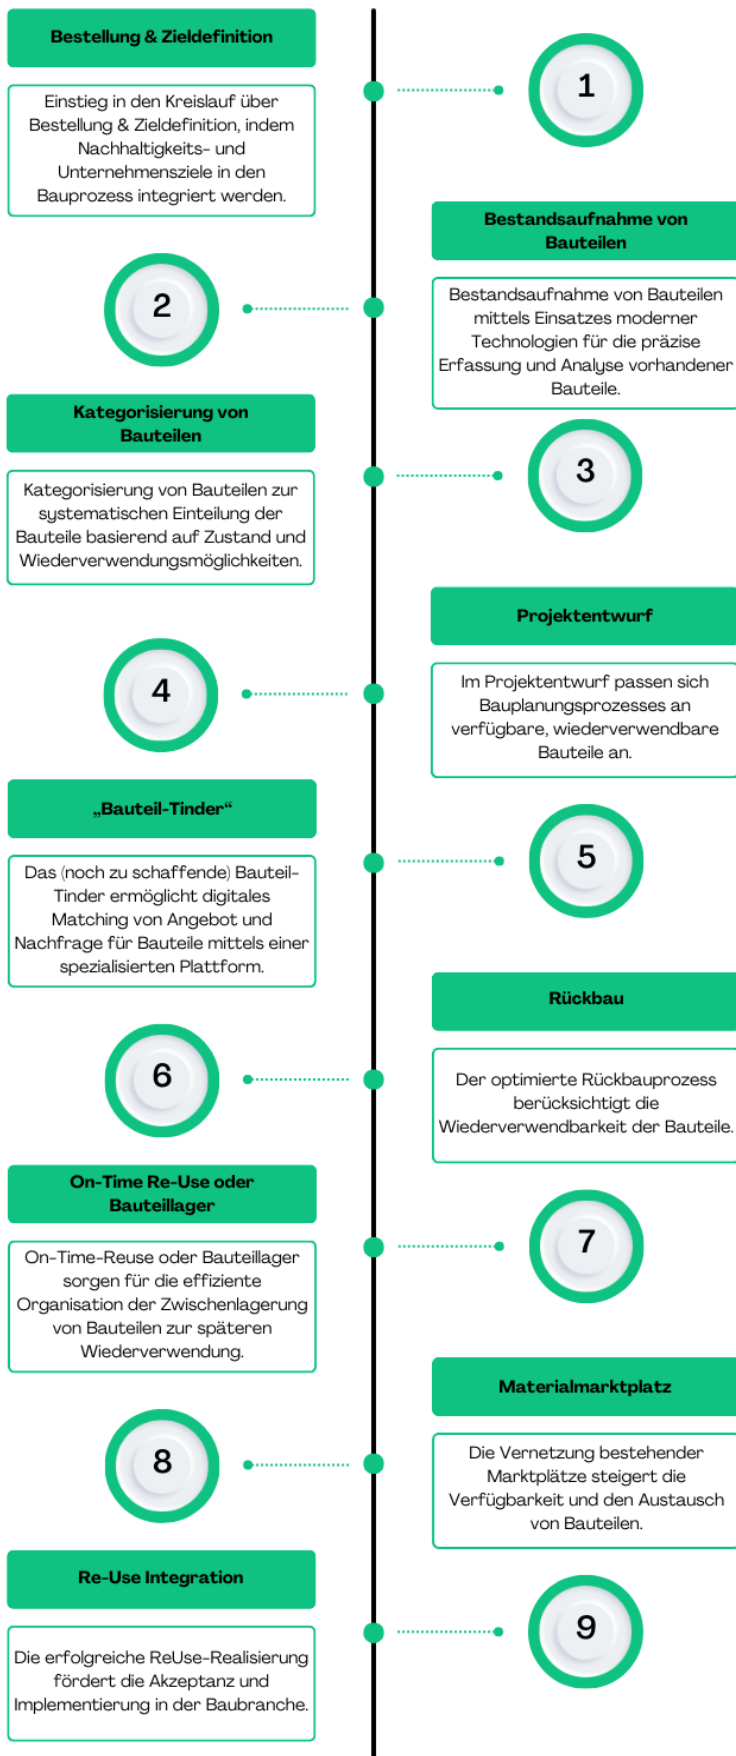 Bestellung & Zieldefinition
1
Einstieg in den Kreislauf über
Bestellung & Zieldefinition, indem
Nachhaltigkeits- und
Unternehmensziele in den
Bauprozess integriert werden.
Bestandsaufnahme von
Bauteilen
2
Bestandsaufnahme von Bauteilen
mittels Einsatzes moderner
Technologien für die präzise
Erfassung und Analyse vorhandener
Bauteile.
Kategorisierung von
Bauteilen
3
Kategorisierung von Bauteilen zur
systematischen Einteilung der
Bauteile basierend auf Zustand und
Wiederverwendungsmöglichkeiten.
Projektentwurf
4
Im Projektentwurf passen sich
Bauplanungsprozesses an
verfügbare, wiederverwendbare
Bauteile an.
„Bauteil-Tinder“
5
Das (noch zu schaffende) Bauteil-
Tinder ermöglicht digitales
Matching von Angebot und
Nachfrage für Bauteile mittels einer
spezialisierten Plattform.
Rückbau
6
Der optimierte Rückbauprozess
berücksichtigt die
Wiederverwendbarkeit der Bauteile.
On-Time Re-Use oder
Bauteillager
7
On-Time-Reuse oder Bauteillager
sorgen für die effiziente
Organisation der Zwischenlagerung
von Bauteilen zur späteren
Wiederverwendung.
Materialmarktplatz
8
Die Vernetzung bestehender
Marktplätze steigert die
Verfügbarkeit und den Austausch
von Bauteilen.
Re-Use Integration
9
Die erfolgreiche ReUse-Realisierung
fördert die Akzeptanz und
Implementierung in der Baubranche.